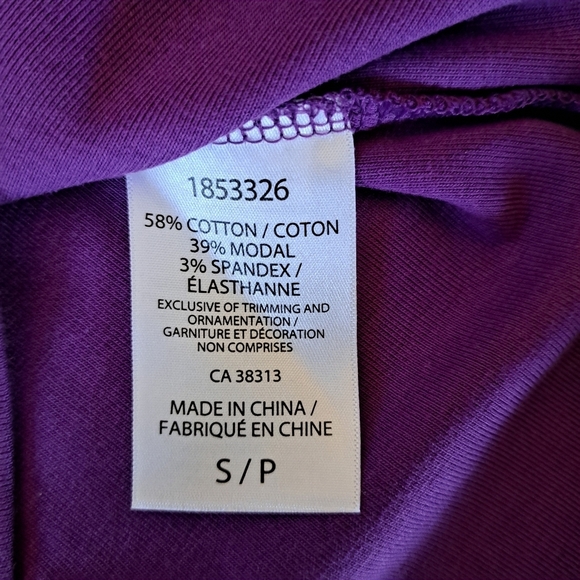 1853326
58% COTTON / COTON
39% MODAL
3% SPANDEX /
ÉLASTHANNE
EXCLUSIVE OF TRIMMING AND
ORNAMENTATION /
GARNITURE ET DÉCORATION
NON COMPRISES
CA 38313
MADE IN CHINA /
FABRIQUÉ EN CHINE
S / P